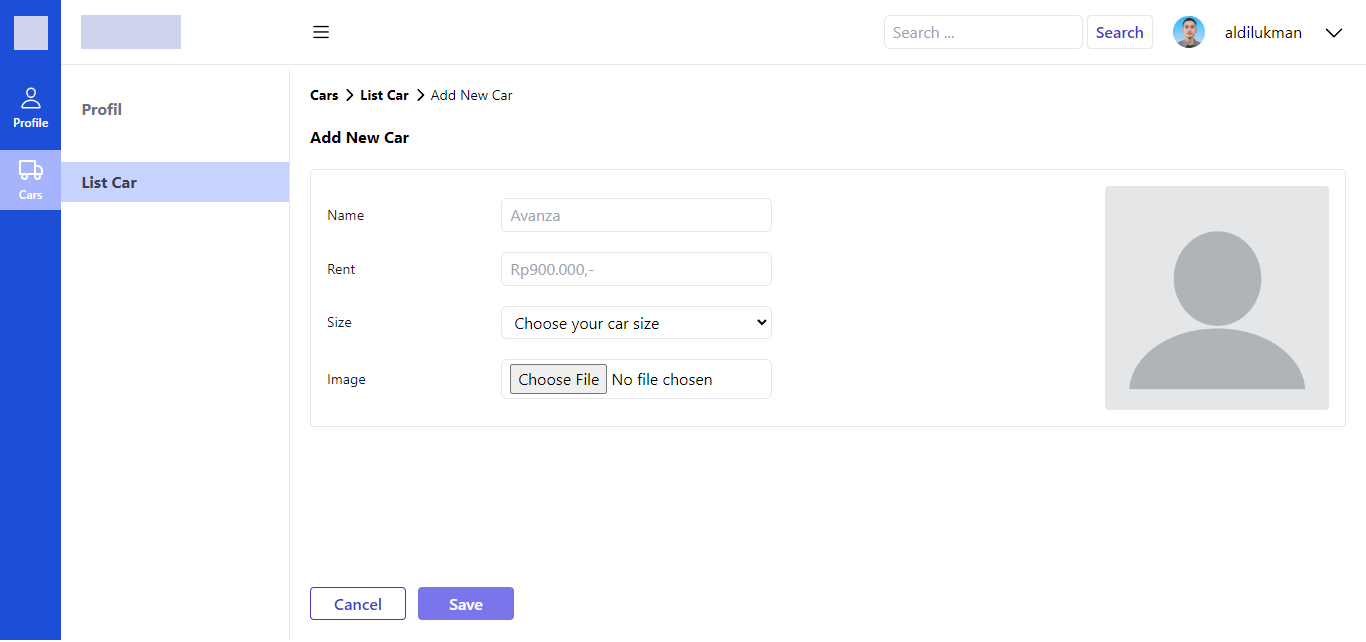 Search ...
Search
aldilukman
Profile
Cars
Profil
List Car
Cars List Car Add New Car
Add New Car
Name
Avanza
Rent
Rp900.000,-
Size
Choose your car size
Image
Choose File No file chosen
Cancel
Save